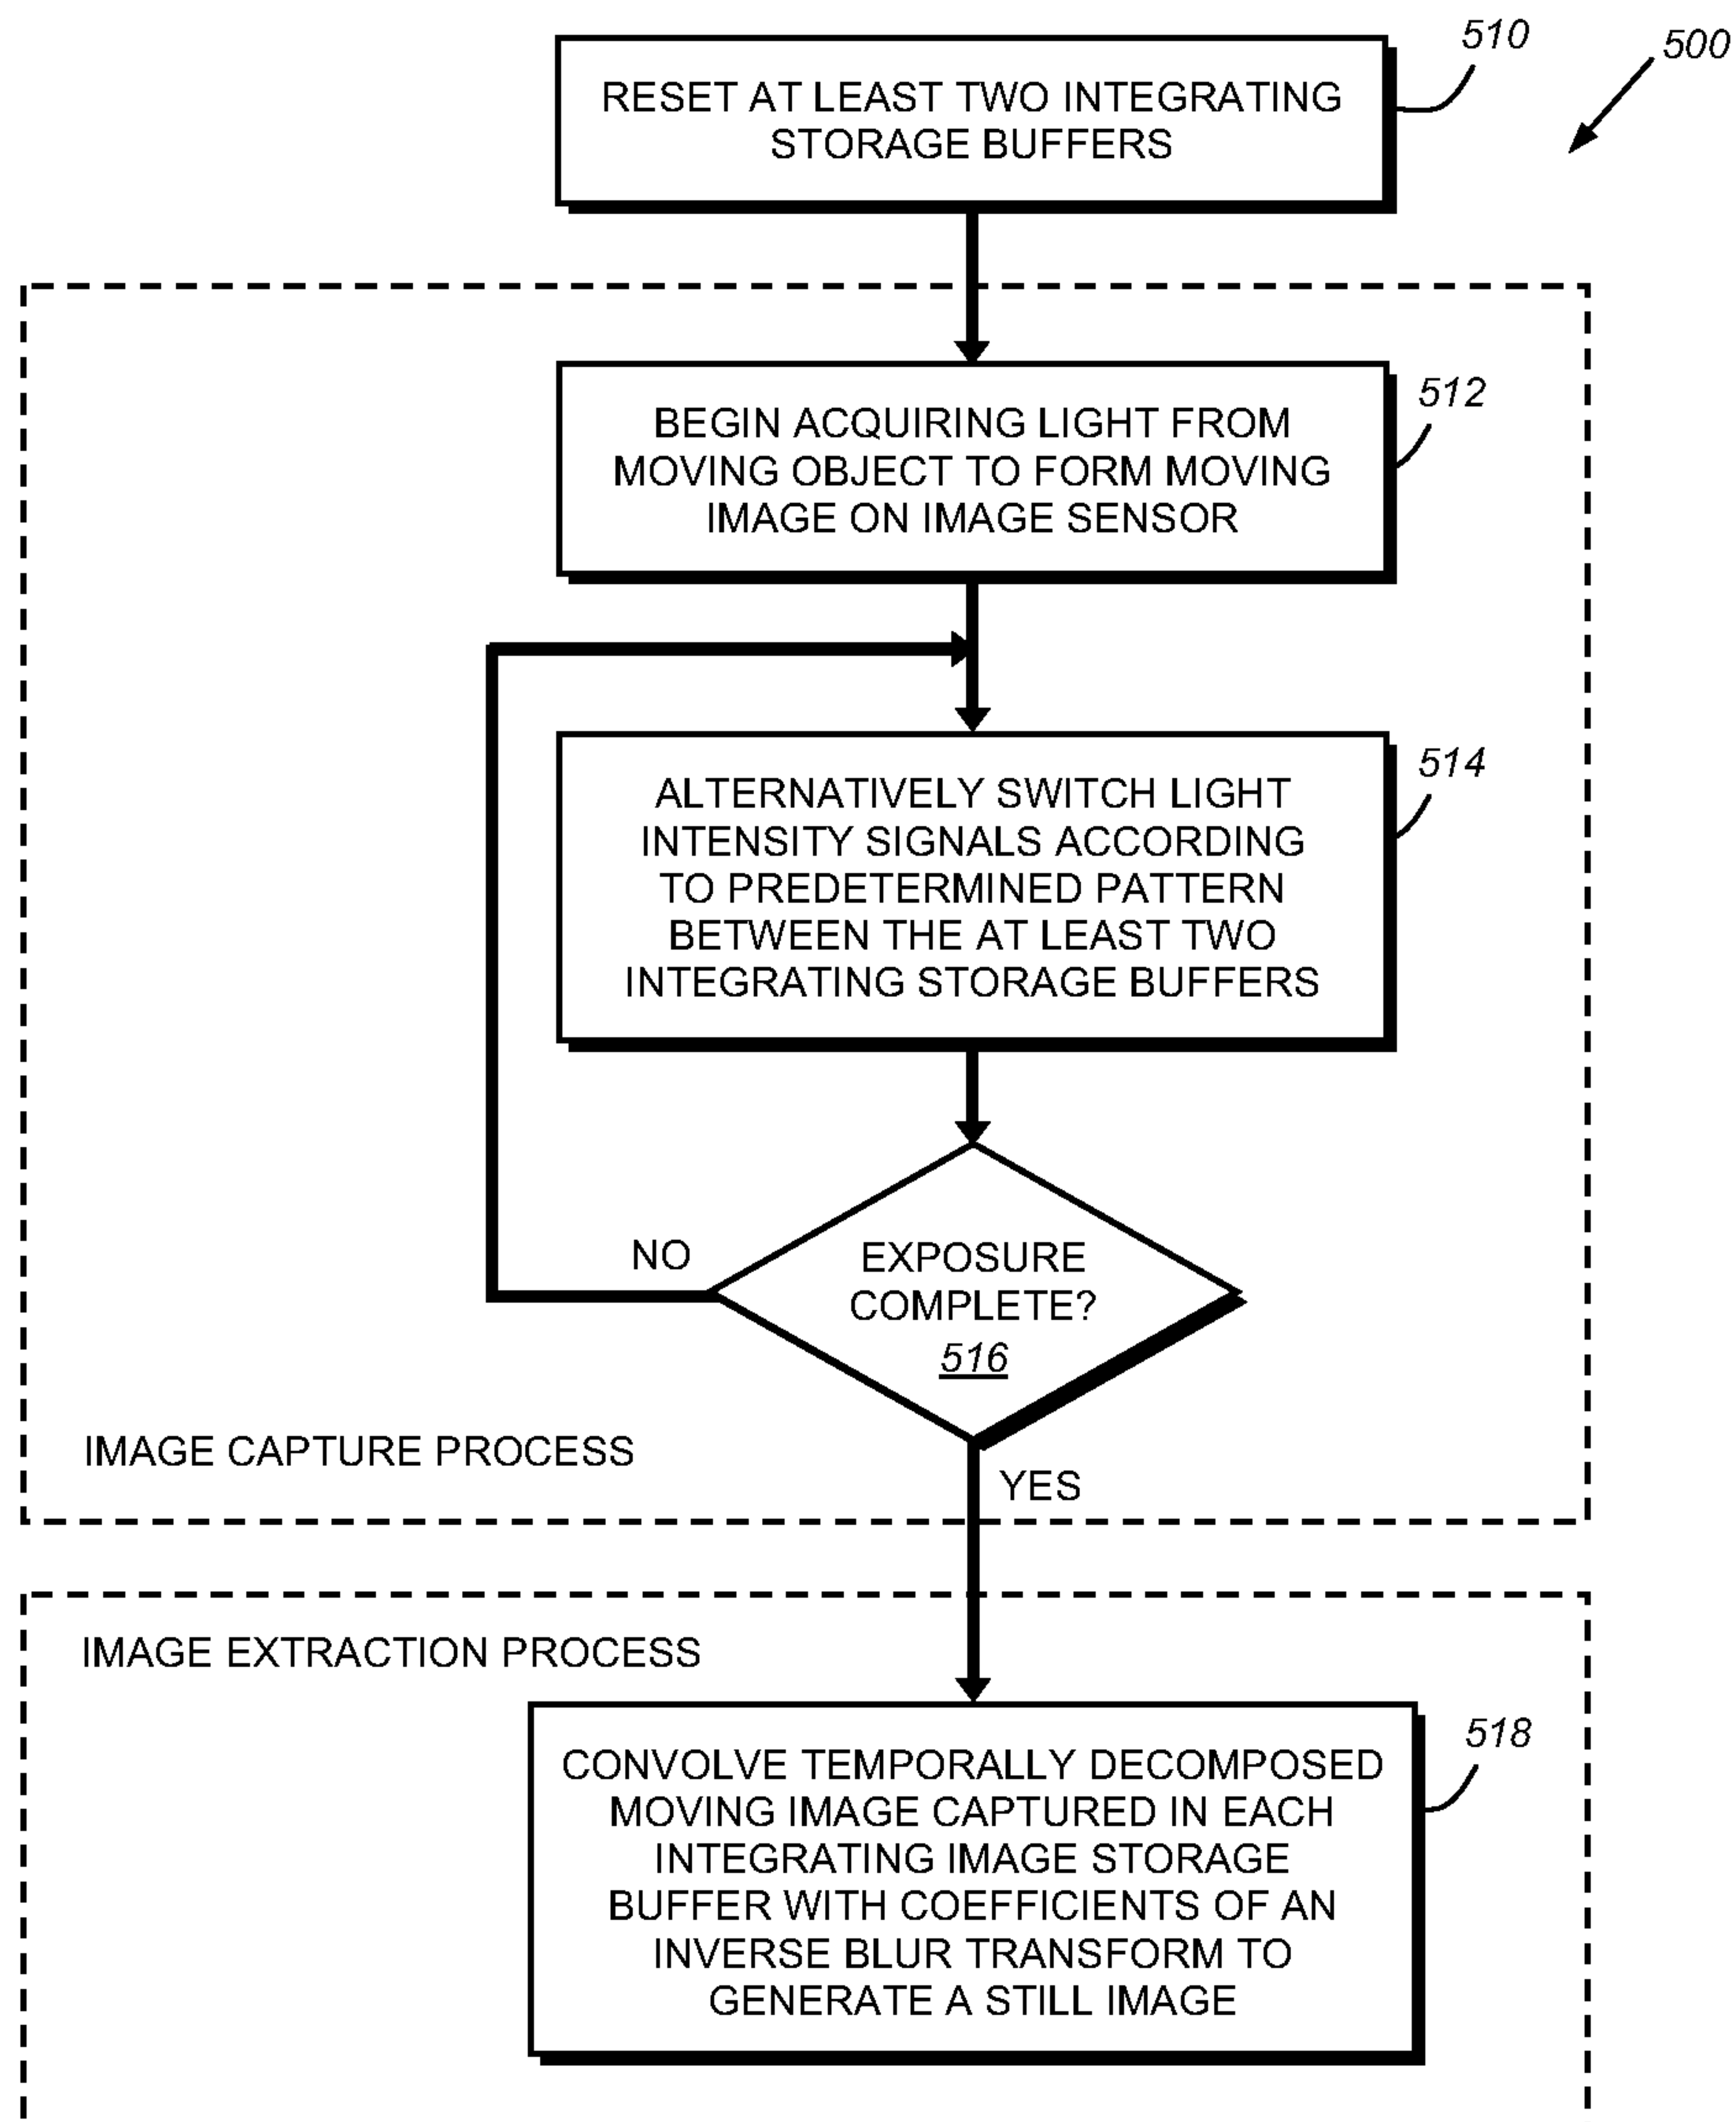 510
500
RESET AT LEAST TWO INTEGRATING
STORAGE BUFFERS
512
BEGIN ACQUIRING LIGHT FROM
MOVING OBJECT TO FORM MOVING
IMAGE ON IMAGE SENSOR
514
ALTERNATIVELY SWITCH LIGHT
INTENSITY SIGNALS ACCORDING
TO PREDETERMINED PATTERN
BETWEEN THE AT LEAST TWO
INTEGRATING STORAGE BUFFERS
NO
EXPOSURE
COMPLETE?
516
IMAGE CAPTURE PROCESS
YES
IMAGE EXTRACTION PROCESS
518
CONVOLVE TEMPORALLY DECOMPOSED
MOVING IMAGE CAPTURED IN EACH
INTEGRATING IMAGE STORAGE
BUFFER WITH COEFFICIENTS OF AN
INVERSE BLUR TRANSFORM TO
GENERATE A STILL IMAGE